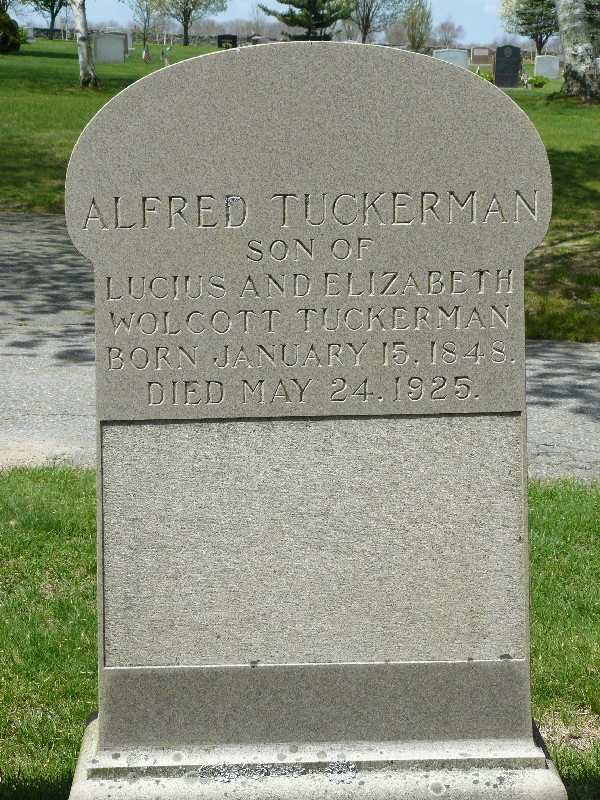 ALFRED TUCKERMAN
SON OF
LUCIUS AND ELIZABETH
WOLCOTT TUCKERMAN
BORN JANUARY 15, 1848.
DIED MAY 24, 1925.